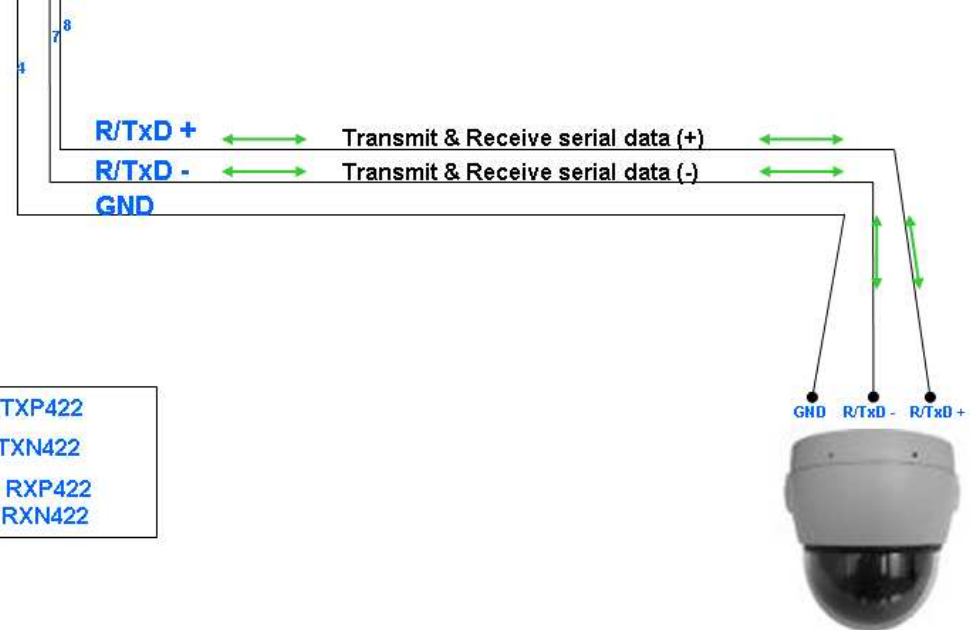 8
7
4
R/TxD + Transmit & Receive serial data (+)
R/TxD - Transmit & Receive serial data (-)
GND
TXP422
TXN422
RXP422
RXN422
GND R/TxD - R/TxD +